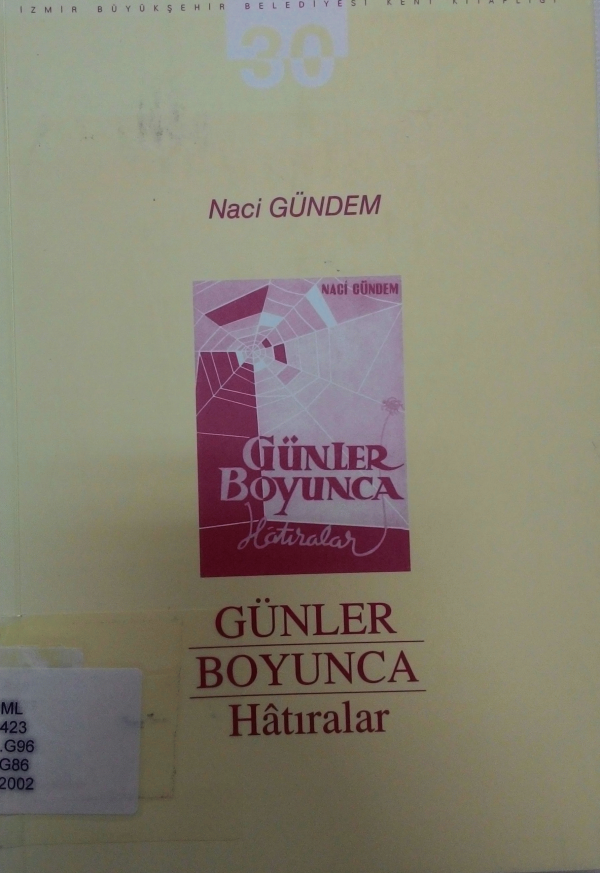 İZMİR BÜYÜKŞEHİR BELEDİYESİ KENT KİTAPLIĞI
30
Naci GÜNDEM
NACİ GÜNDEM
GÜNLER
BOYUNCA
Hâtıralar
GÜNLER
BOYUNCA
Hâtıralar
ML
423
.G96
G86
2002